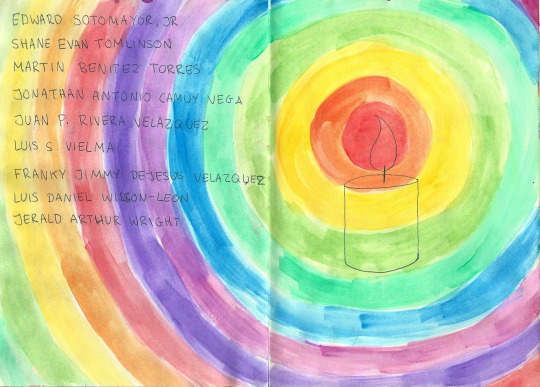 EDWARD SOTOMAYOR, JR.
SHANE EVAN TOMLINSON
MARTIN BENITEZ TORRES
JONATHAN ANTONIO CAMUY VEGA
JUAN P. RIVERA VELAZQUEZ
LUIS S VIELMA
FRANKY JIMMY DEJESUS VELAZQUEZ
LUIS DANIEL WILSON-LEON
JERALD ARTHUR WRIGHT